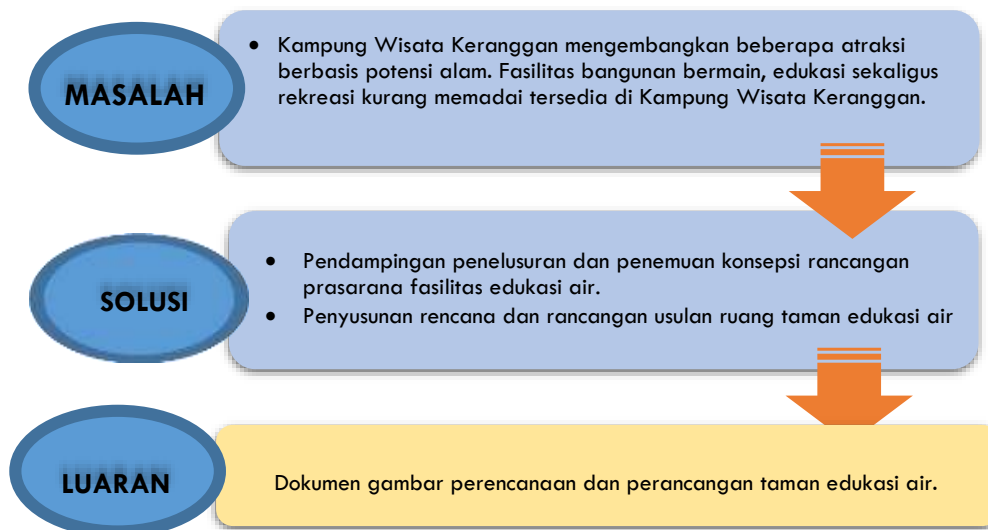 MASALAH
• Kampung Wisata Keranggan mengembangkan beberapa atraksi
berbasis potensi alam. Fasilitas bangunan bermain, edukasi sekaligus
rekreasi kurang memadai tersedia di Kampung Wisata Keranggan.
SOLUSI
• Pendampingan penelusuran dan penemuan konsepsi rancangan
prasarana fasilitas edukasi air.
• Penyusunan rencana dan rancangan usulan ruang taman edukasi air
LUARAN
Dokumen gambar perencanaan dan perancangan taman edukasi air.